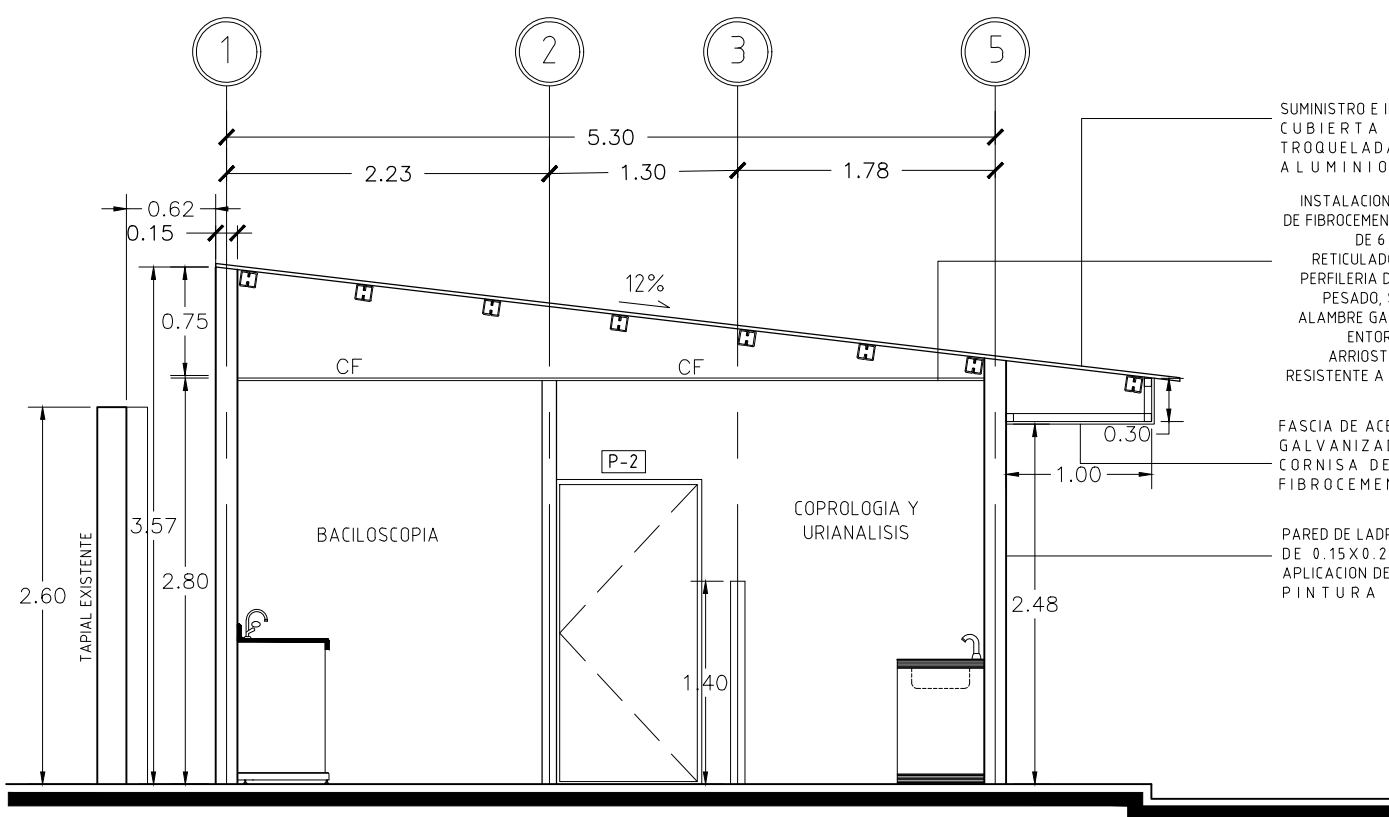 1
2
3
5
5.30
2.23
1.30
1.78
0.62
0.15
12%
0.75
CF
CF
P-2
BACILOSCOPIA
COPROLOGIA Y
URIANALISIS
TAPIAL EXISTENTE
2.60
3.57
2.80
1.40
2.48
0.30
1.00
SUMINISTRO E I
CUBIERTA
TROQUELADA
ALUMINIO
INSTALACION
DE FIBROCEMEN
DE 6
RETICULADO
PERFILERIA D
PESADO,
ALAMBRE GA
ENTOR
ARRIOST
RESISTENTE A
FASCIA DE ACE
GALVANIZAD
CORNISA DE
FIBROCEMEN
PARED DE LADR
DE 0.15X0.2
APLICACION DE
PINTURA